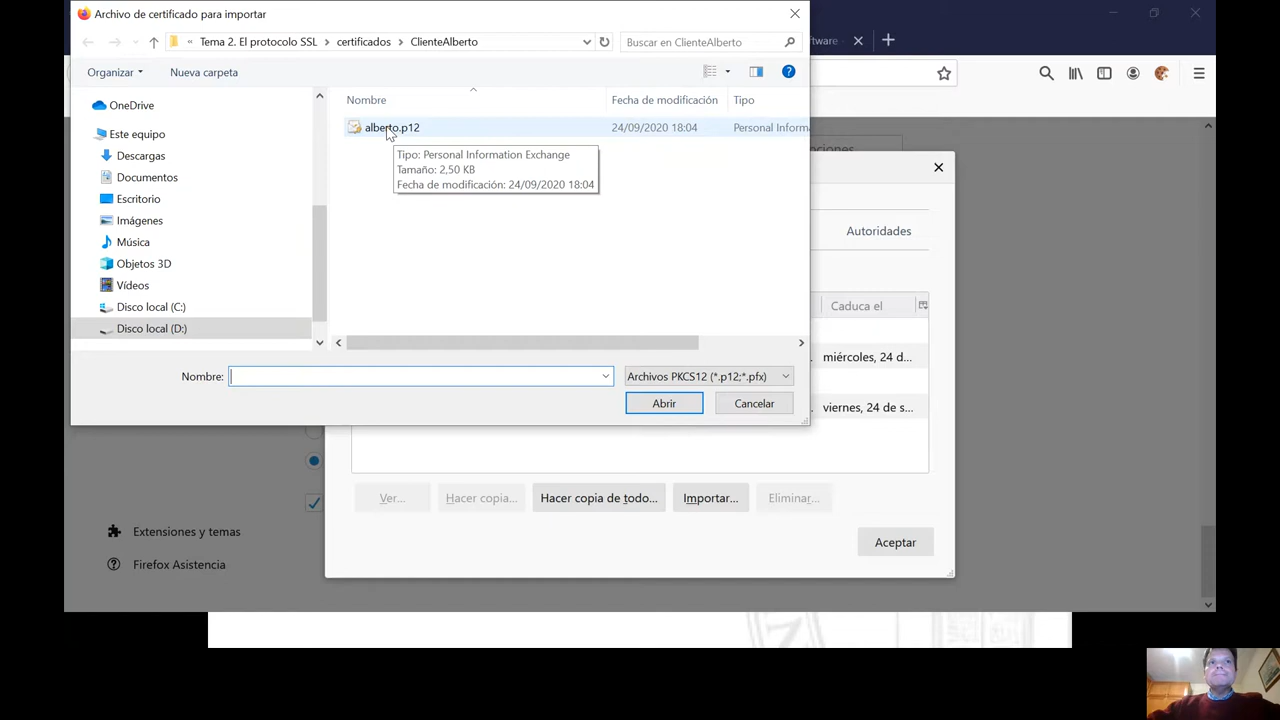 Archivo de certificado para importar
« Tema 2. El protocolo SSL > certificados > ClienteAlberto
Buscar en ClienteAlberto
Organizar
Nueva carpeta
ftware
OneDrive
Este equipo
Descargas
Documentos
Escritorio
Imágenes
Música
Objetos 3D
Vídeos
Disco local (C:)
Disco local (D:)
Nombre
Fecha de modificación
Tipo
alberto.p12
24/09/2020 18:04
Personal Informa
Tipo: Personal Information Exchange
Tamaño: 2,50 KB
Fecha de modificación: 24/09/2020 18:04
Nombre:
Archivos PKCS12 (*.p12;*.pfx)
Abrir
Cancelar
Autoridades
Caduca el
miércoles, 24 d...
viernes, 24 de s...
Ver...
Hacer copia...
Hacer copia de todo...
Importar...
Eliminar...
Aceptar
Extensiones y temas
Firefox Asistencia